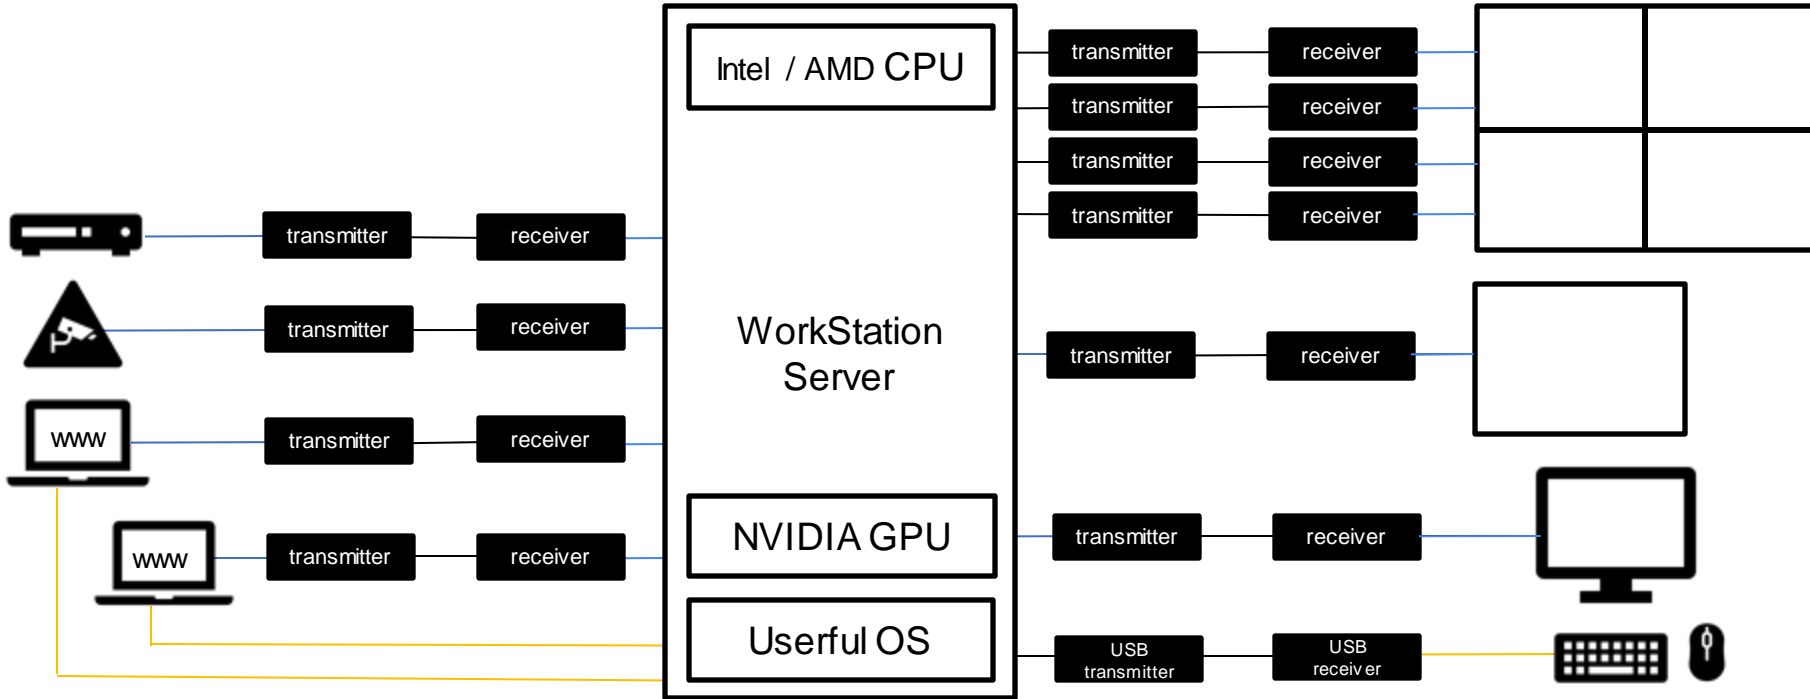 Intel / AMD CPU
transmitter receiver
transmitter receiver
transmitter receiver
transmitter receiver
transmitter receiver
transmitter receiver
WorkStation
Server
transmitter receiver
www
transmitter receiver
NVIDIA GPU
transmitter receiver
www
transmitter receiver
Userful OS
USB
transmitter
USB
receiver
transmitter receiver